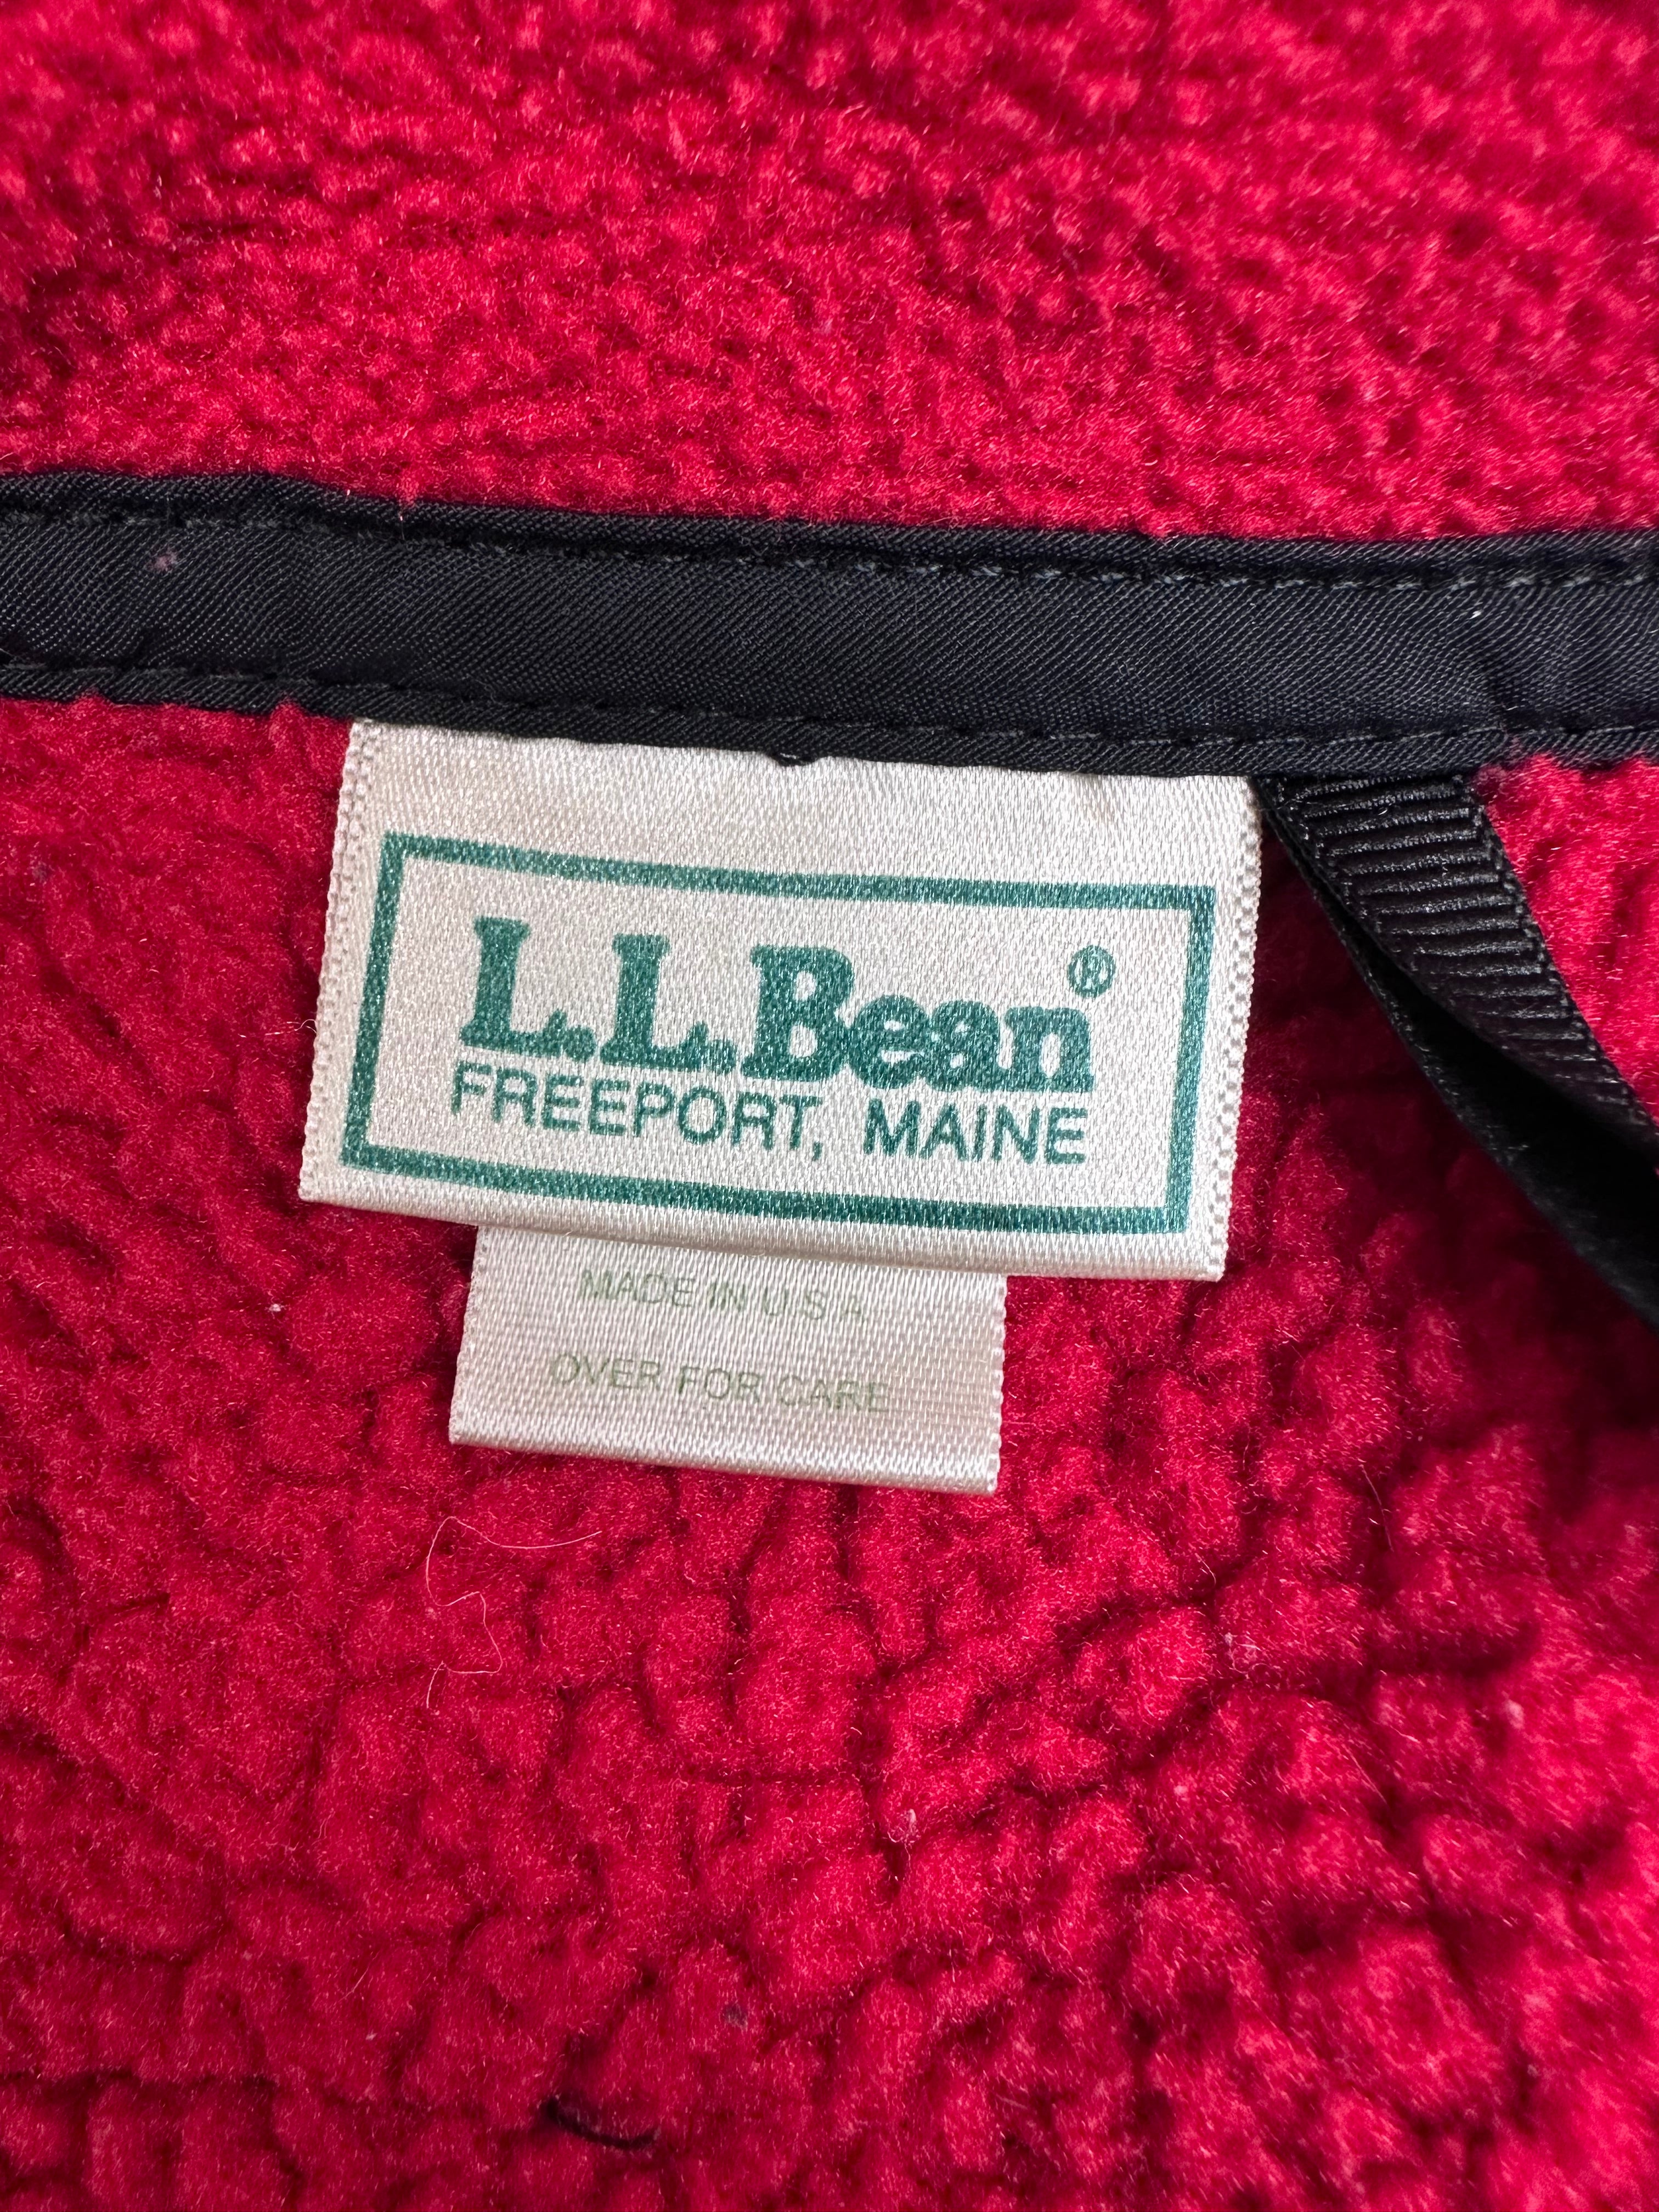 L.L.Bean®
FREEPORT, MAINE
MADE IN U.S.A.
OVER FOR CARE